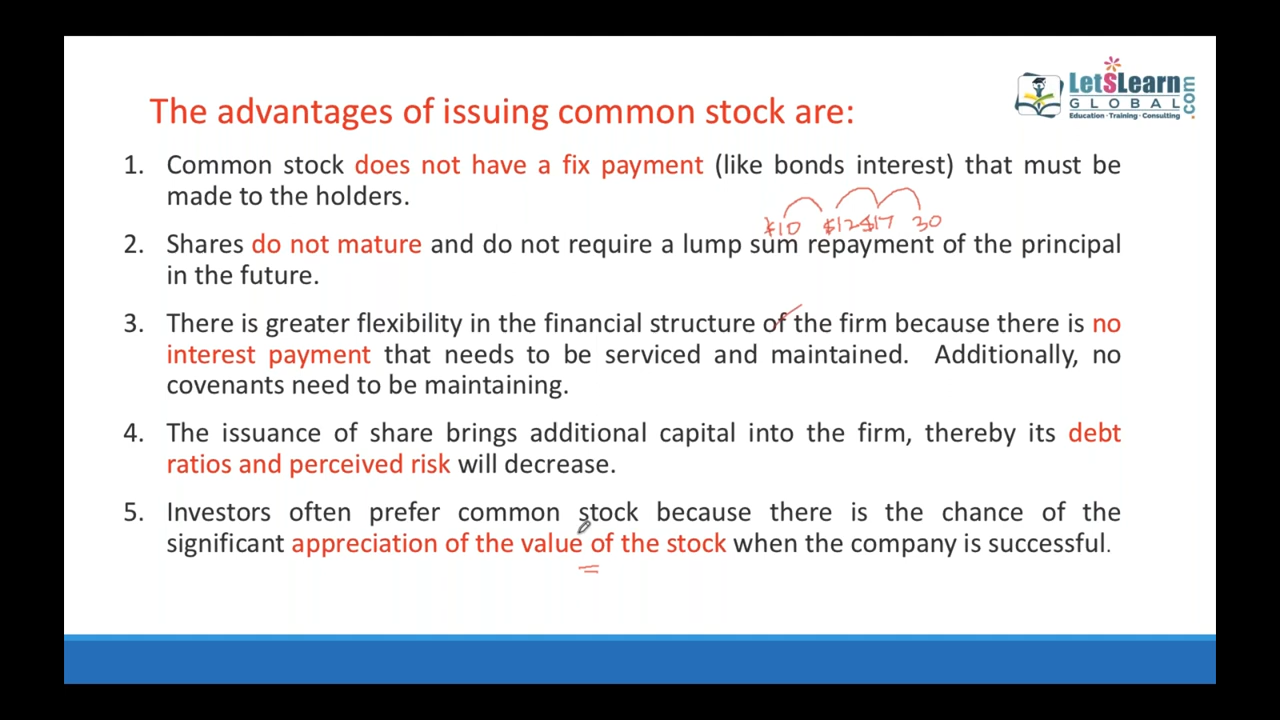 LetSLearn
GLOBAL
.com
Education · Training · Consulting
The advantages of issuing common stock are:
1. Common stock does not have a fix payment (like bonds interest) that must be
made to the holders.
$10 $12 $17 30
2. Shares do not mature and do not require a lump sum repayment of the principal
in the future.
3. There is greater flexibility in the financial structure of the firm because there is no
interest payment that needs to be serviced and maintained. Additionally, no
covenants need to be maintaining.
4. The issuance of share brings additional capital into the firm, thereby its debt
ratios and perceived risk will decrease.
5. Investors often prefer common stock because there is the chance of the
significant appreciation of the value of the stock when the company is successful.